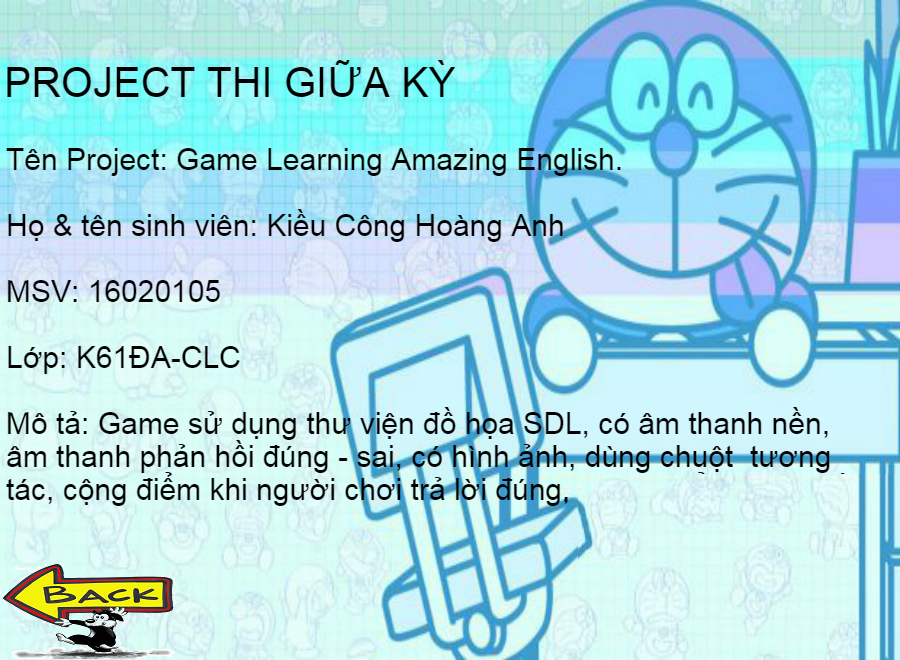 PROJECT THI GIỮA KỲ
Tên Project: Game Learning Amazing English.
Họ & tên sinh viên: Kiều Công Hoàng Anh
MSV: 16020105
Lớp: K61ĐA-CLC
Mô tả: Game sử dụng thư viện đồ họa SDL, có âm thanh nền,
âm thanh phản hồi đúng - sai, có hình ảnh, dùng chuột tương
tác, cộng điểm khi người chơi trả lời đúng,
BACK